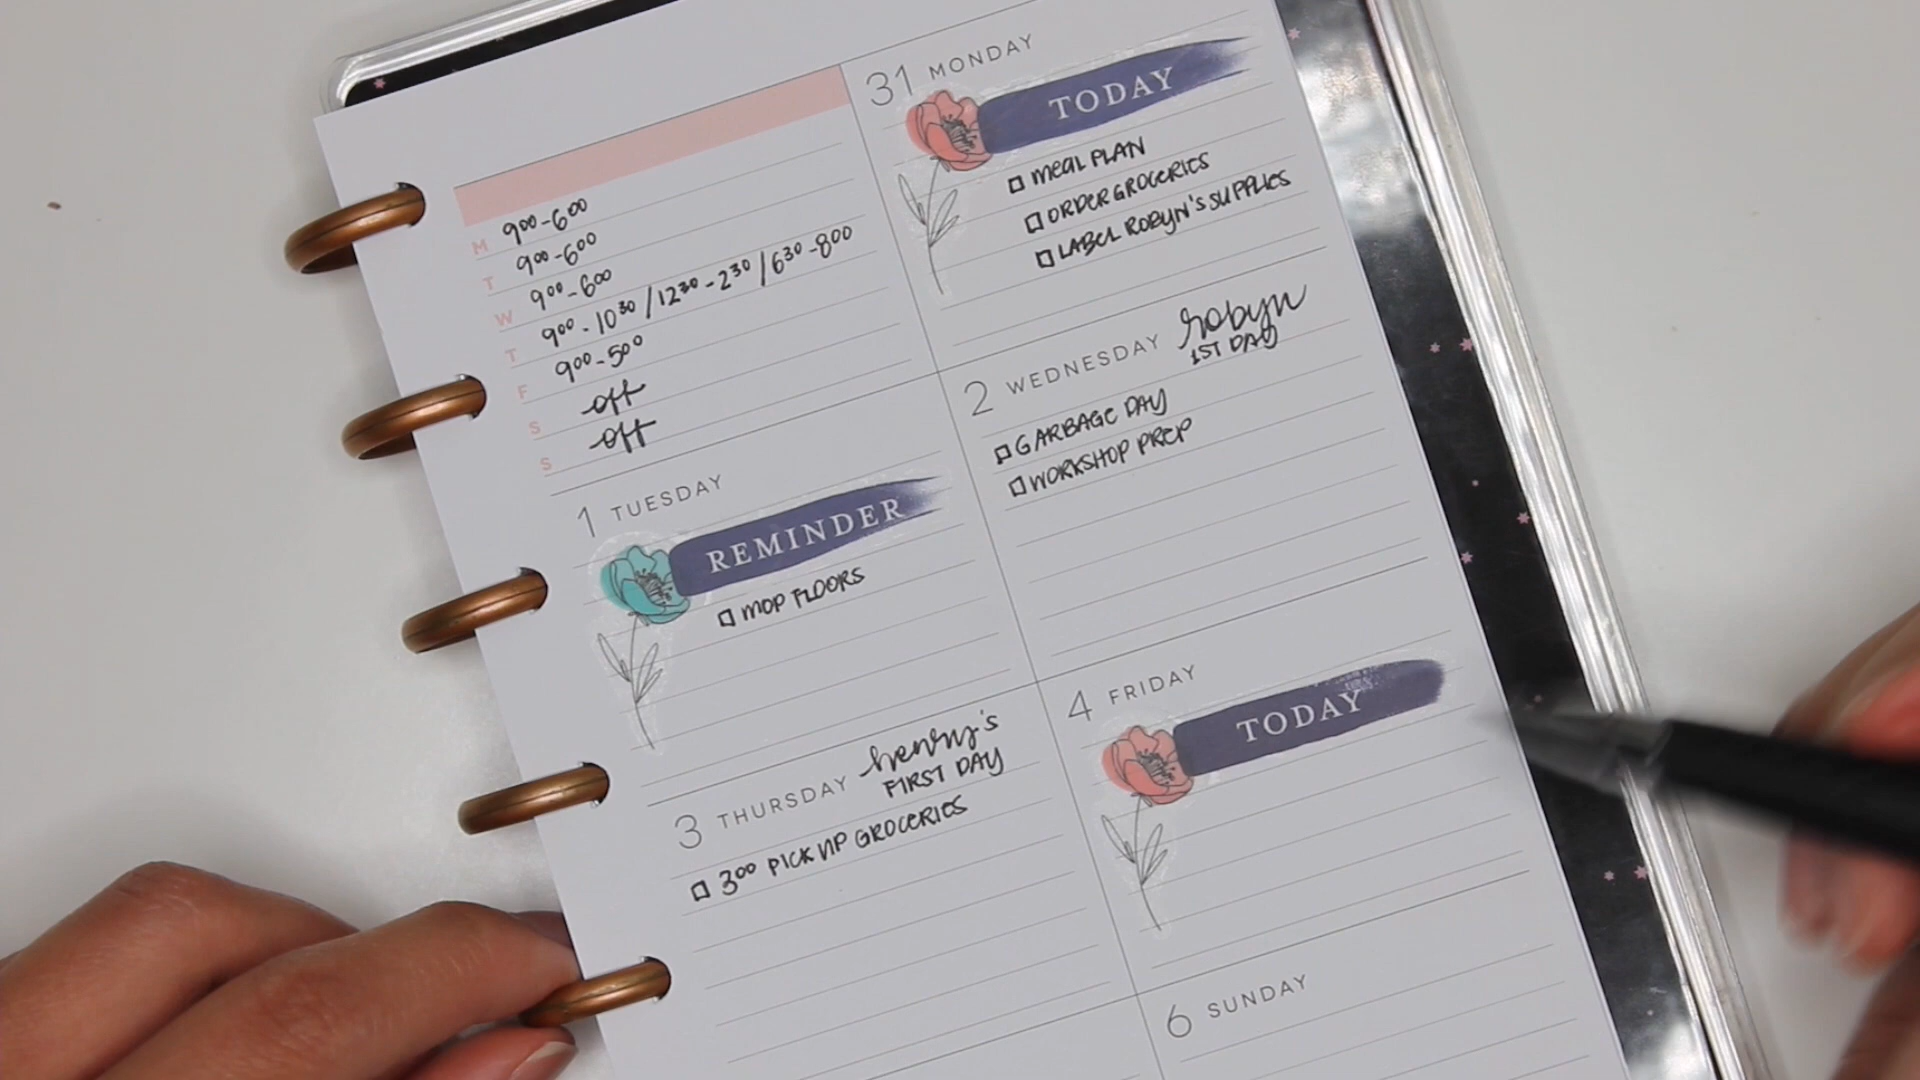 M 9⁰⁰-6⁰⁰
T 9⁰⁰-6⁰⁰
W 9⁰⁰-6⁰⁰
T 9⁰⁰-10³⁰/12³⁰-2³⁰/6³⁰-8⁰⁰
F 9⁰⁰-5⁰⁰
S off
S off
31 MONDAY
TODAY
MEAL PLAN
ORDER GROCERIES
LABEL ROBYN'S SUPPLIES
1 TUESDAY
REMINDER
MOP FLOORS
2 WEDNESDAY
robyn
1ST DAY
GARBAGE DAY
WORKSHOP PREP
3 THURSDAY
henry's
FIRST DAY
3⁰⁰ PICK UP GROCERIES
4 FRIDAY
TODAY
6 SUNDAY